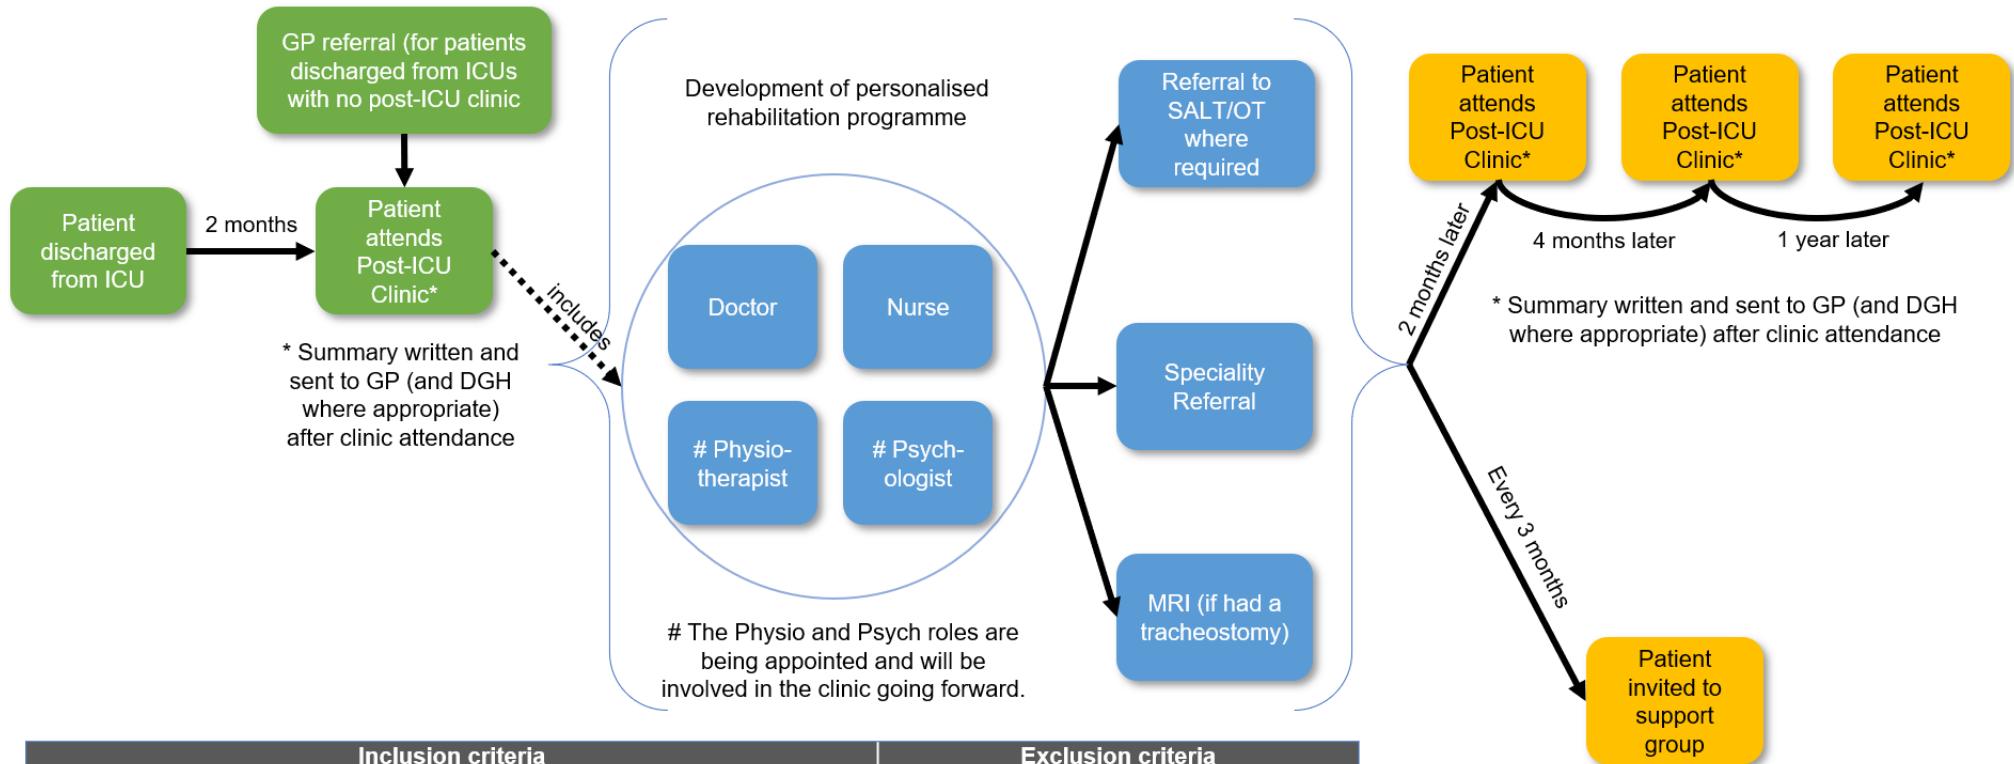 GP referral (for patients
discharged from ICUs
with no post-ICU clinic
Patient
discharged
from ICU
2 months
Patient
attends
Post-ICU
Clinic*
* Summary written and
sent to GP (and DGH
where appropriate)
after clinic attendance
includes
Development of personalised
rehabilitation programme
Doctor
Nurse
# Physio-
therapist
# Psych-
ologist
# The Physio and Psych roles are
being appointed and will be
involved in the clinic going forward.
Referral to
SALT/OT
where
required
Speciality
Referral
MRI (if had a
tracheostomy)
2 months later
Patient
attends
Post-ICU
Clinic*
4 months later
Patient
attends
Post-ICU
Clinic*
1 year later
Patient
attends
Post-ICU
Clinic*
* Summary written and sent to GP (and DGH
where appropriate) after clinic attendance
Every 3 months
Patient
invited to
support
group
Inclusion criteria
Exclusion criteria